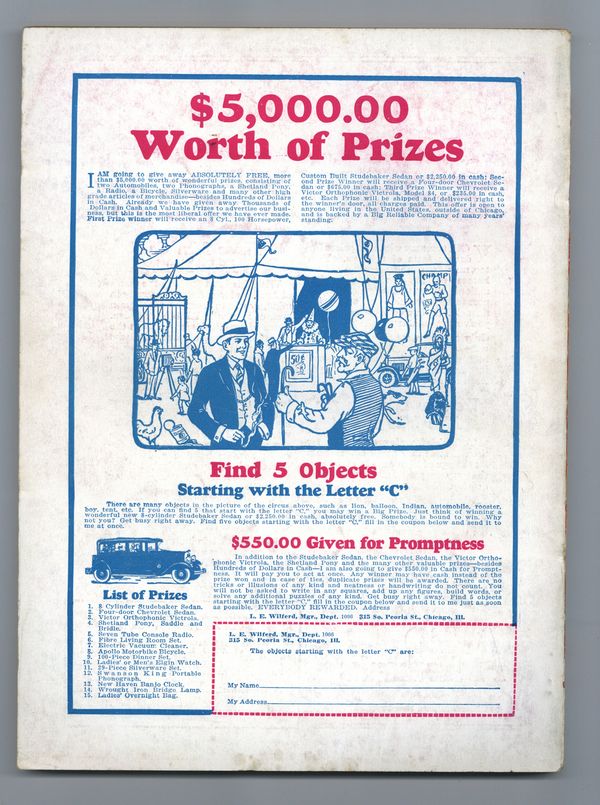 $5,000.00
Worth of Prizes
I AM going to give away ABSOLUTELY FREE, more
than $5,000.00 worth of wonderful prizes, consisting of
two Automobiles, two Phonographs, a Shetland Pony,
a Radio, a Bicycle, Silverware and many other high
grade articles of merchandise—besides Hundreds of Dollars
in Cash. Already we have given away Thousands of
Dollars in Cash and Valuable Prizes to advertise our busi-
ness, but this is the most liberal offer we have ever made.
First Prize winner will receive an 8 Cyl., 100 Horsepower,
Custom Built Studebaker Sedan or $2,250.00 in cash; Sec-
ond Prize Winner will receive a Four-door Chevrolet Se-
dan or $675.00 in cash; Third Prize Winner will receive a
Victor Orthophonic Victrola, Model 84, or $235.00 in cash,
etc. Each Prize will be shipped and delivered right to
the winner's door, all charges paid. This offer is open to
anyone living in the United States, outside of Chicago,
and is backed by a Big Reliable Company of many years'
standing.
CHAMP
50¢
Find 5 Objects
Starting with the Letter "C"
There are many objects in the picture of the circus above, such as lion, balloon, Indian, automobile, rooster,
boy, tent, etc. If you can find 5 that start with the letter "C," you may win a Big Prize. Just think of winning a
wonderful new 8-cylinder Studebaker Sedan or $2,250.00 in cash, absolutely free. Somebody is bound to win. Why
not you? Get busy right away. Find five objects starting with the letter "C," fill in the coupon below and send it to
me at once.
$550.00 Given for Promptness
In addition to the Studebaker Sedan, the Chevrolet Sedan, the Victor Ortho-
phonic Victrola, the Shetland Pony and the many other valuable prizes—besides
Hundreds of Dollars in Cash—I am also going to give $550.00 in Cash for Prompt-
ness. It will pay you to act at once. Any winner may have cash instead of the
prize won and in case of ties, duplicate prizes will be awarded. There are no
tricks or illusions of any kind and neatness or handwriting do not count. You
will not be asked to write in any squares, add up any figures, build words, or
solve any additional puzzles of any kind. Get busy right away. Find 5 objects
starting with the letter "C," fill in the coupon below and send it to me just as soon
as possible. EVERYBODY REWARDED. Address
L. E. Wilferd, Mgr., Dept. 1006 315 So. Peoria St., Chicago, Ill.
List of Prizes
1. 8 Cylinder Studebaker Sedan.
2. Four-door Chevrolet Sedan.
3. Victor Orthophonic Victrola.
4. Shetland Pony, Saddle and
Bridle.
5. Seven Tube Console Radio.
6. Fibre Living Room Set.
7. Electric Vacuum Cleaner.
8. Apollo Motorbike Bicycle.
9. 100-Piece Dinner Set.
10. Ladies' or Men's Elgin Watch.
11. 29-Piece Silverware Set.
12. Swanson King Portable
Phonograph.
13. New Haven Banjo Clock.
14. Wrought Iron Bridge Lamp.
15. Ladies' Overnight Bag.
L. E. Wilferd, Mgr., Dept. 1006
315 So. Peoria St., Chicago, Ill.
The objects starting with the letter "C" are:
My Name
My Address